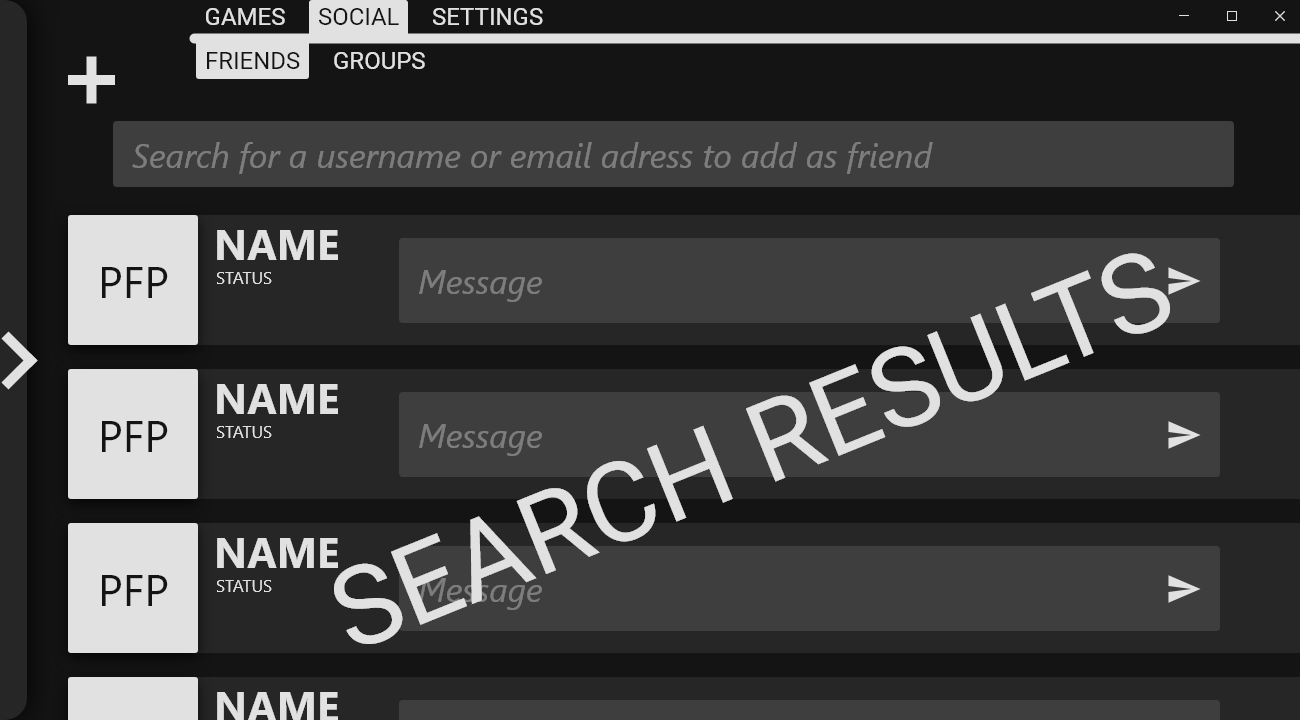 GAMES SOCIAL SETTINGS
FRIENDS GROUPS
Search for a username or email adress to add as friend
PFP
NAME
STATUS
Message
PFP
NAME
STATUS
Message
PFP
NAME
STATUS
Message
NAME
SEARCH RESULTS